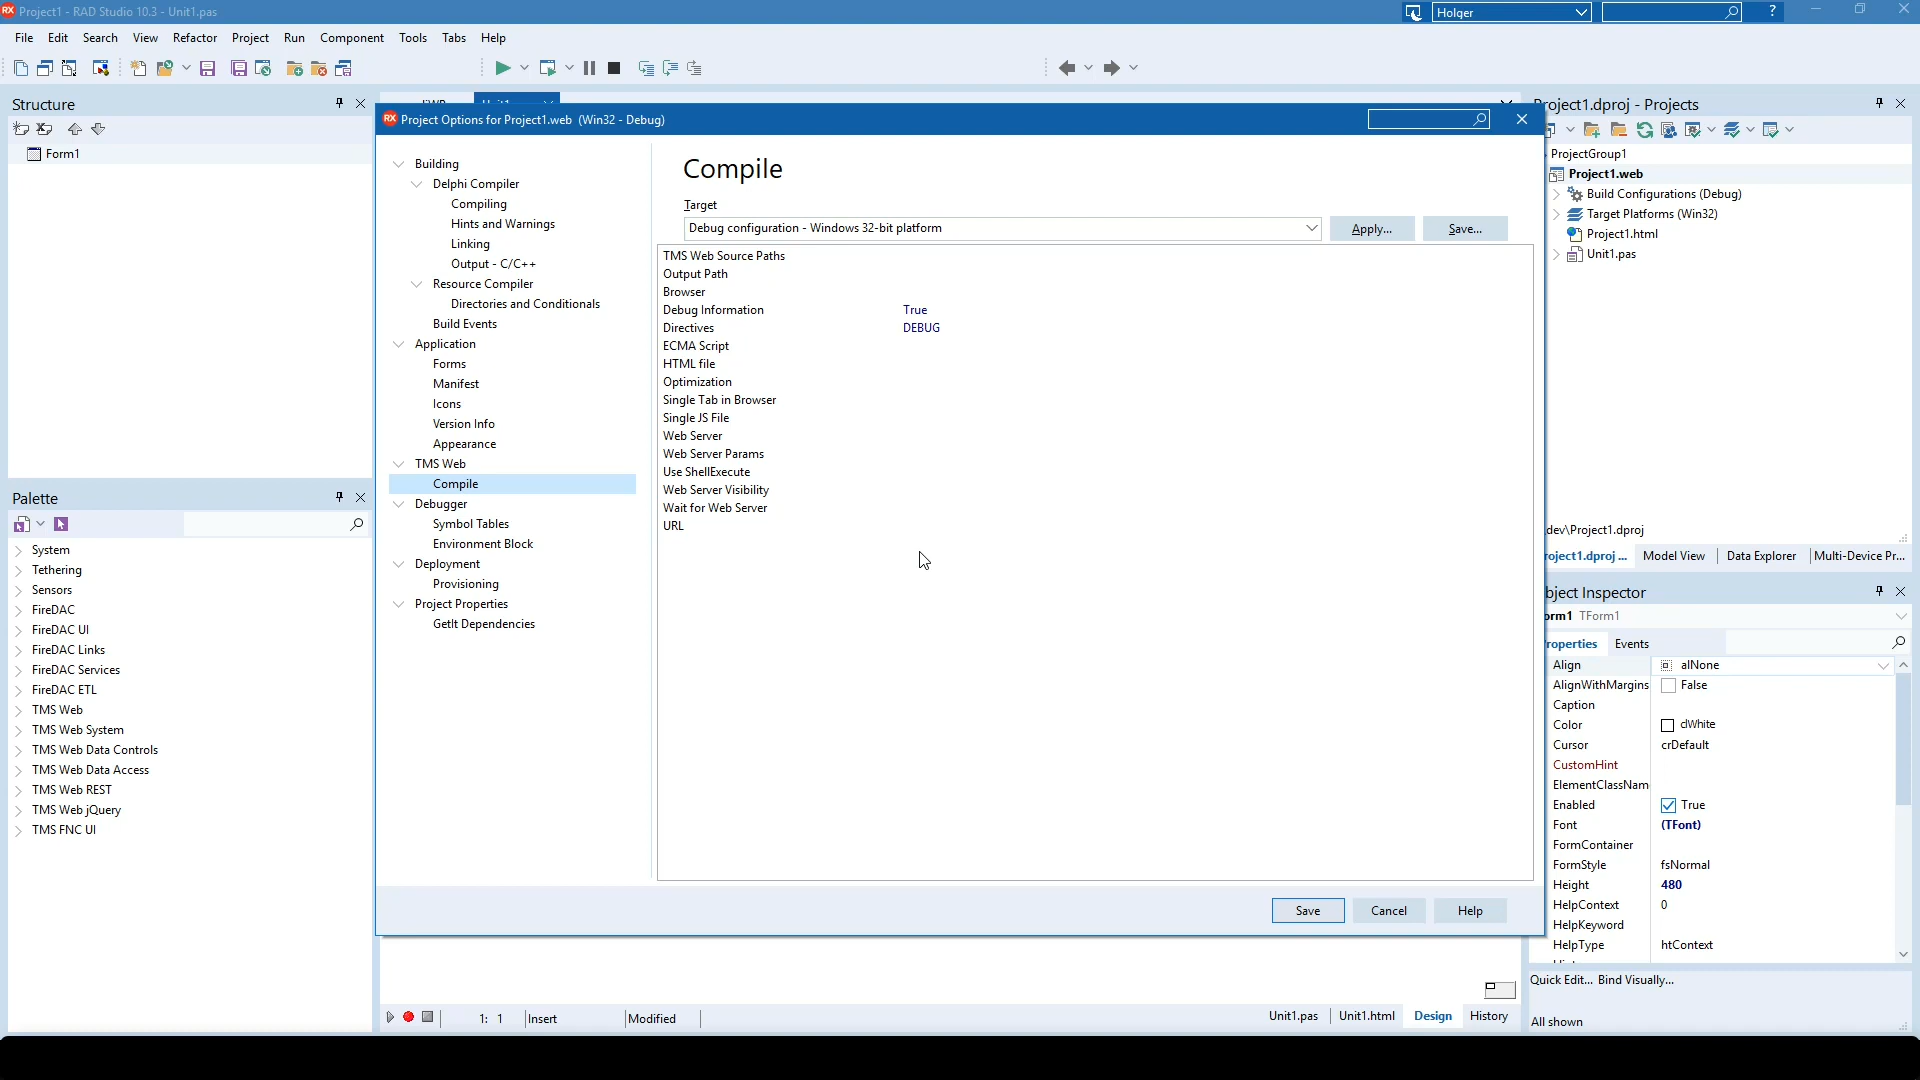 RX Project1 - RAD Studio 10.3 - Unit1.pas
Holger
?
File Edit Search View Refactor Project Run Component Tools Tabs Help
Structure
Form1
Palette
System
Tethering
Sensors
FireDAC
FireDAC UI
FireDAC Links
FireDAC Services
FireDAC ETL
TMS Web
TMS Web System
TMS Web Data Controls
TMS Web Data Access
TMS Web REST
TMS Web jQuery
TMS FNC UI
RX Project Options for Project1.web (Win32 - Debug)
Building
Delphi Compiler
Compiling
Hints and Warnings
Linking
Output - C/C++
Resource Compiler
Directories and Conditionals
Build Events
Application
Forms
Manifest
Icons
Version Info
Appearance
TMS Web
Compile
Debugger
Symbol Tables
Environment Block
Deployment
Provisioning
Project Properties
GetIt Dependencies
Compile
Target
Debug configuration - Windows 32-bit platform
Apply...
Save...
TMS Web Source Paths
Output Path
Browser
Debug Information True
Directives DEBUG
ECMA Script
HTML file
Optimization
Single Tab in Browser
Single JS File
Web Server
Web Server Params
Use ShellExecute
Web Server Visibility
Wait for Web Server
URL
Save Cancel Help
1: 1 Insert Modified
Unit1.pas Unit1.html Design History
Project1.dproj - Projects
ProjectGroup1
Project1.web
Build Configurations (Debug)
Target Platforms (Win32)
Project1.html
Unit1.pas
dev\Project1.dproj
roject1.dproj ... Model View Data Explorer Multi-Device Pr...
bject Inspector
orm1 TForm1
roperties Events
Align alNone
AlignWithMargins False
Caption
Color clWhite
Cursor crDefault
CustomHint
ElementClassNam
Enabled True
Font (TFont)
FormContainer
FormStyle fsNormal
Height 480
HelpContext 0
HelpKeyword
HelpType htContext
Quick Edit... Bind Visually...
All shown